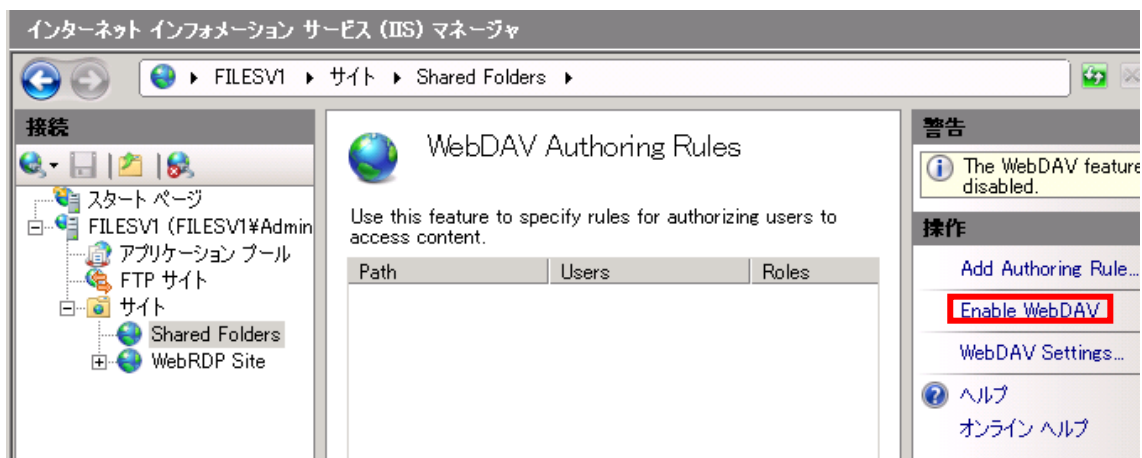 インターネット インフォメーション サービス (IIS) マネージャ
FILESV1 サイト Shared Folders
接続
スタート ページ
FILESV1 (FILESV1¥Admin
アプリケーション プール
FTP サイト
サイト
Shared Folders
WebRDP Site
WebDAV Authoring Rules
Use this feature to specify rules for authorizing users to
access content.
Path Users Roles
警告
The WebDAV feature
disabled.
操作
Add Authoring Rule...
Enable WebDAV
WebDAV Settings...
ヘルプ
オンライン ヘルプ